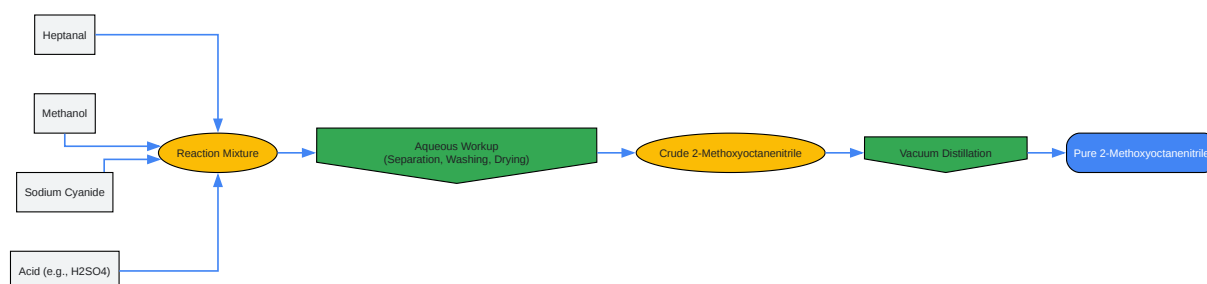 Heptanal
Methanol
Sodium Cyanide
Acid (e.g., H2SO4)
Reaction Mixture
Aqueous Workup
(Separation, Washing, Drying)
Crude 2-Methoxyoctanenitrile
Vacuum Distillation
Pure 2-Methoxyoctanenitrile